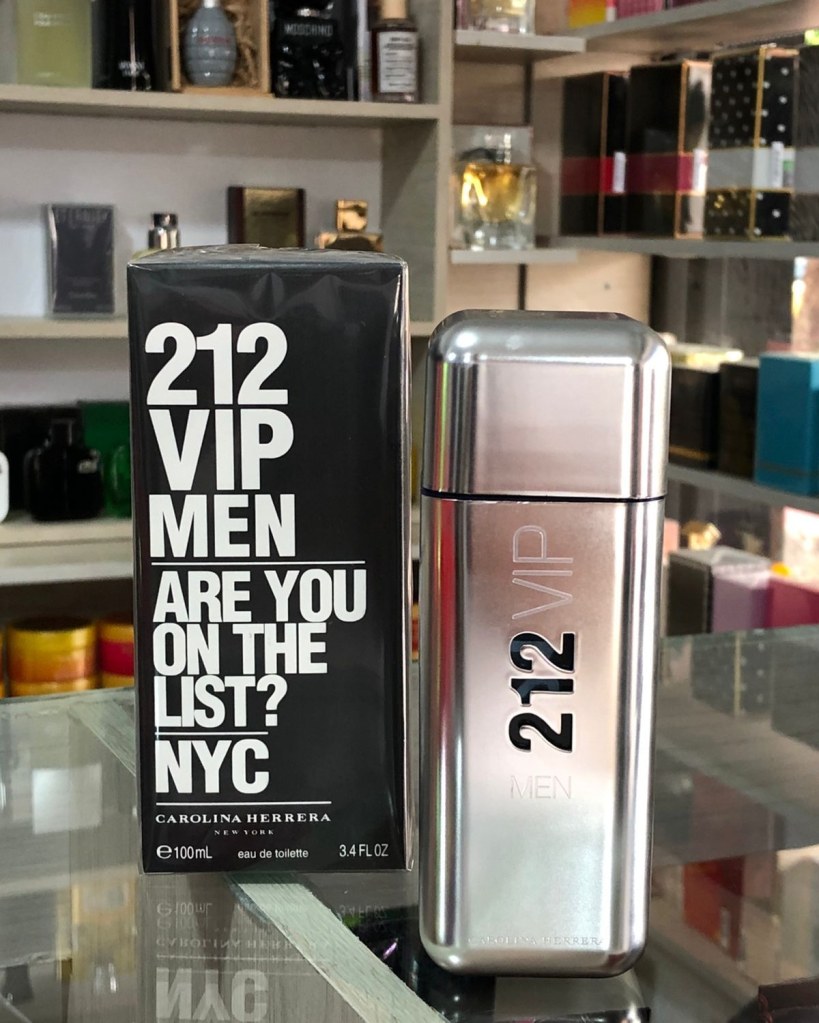 MOSCHINO
212
VIP
MEN
ARE YOU
ON THE
LIST?
NYC
CAROLINA HERRERA
NEW YORK
℮100mL eau de toilette 3.4 FL OZ
212 VIP
MEN
CAROLINA HERRERA